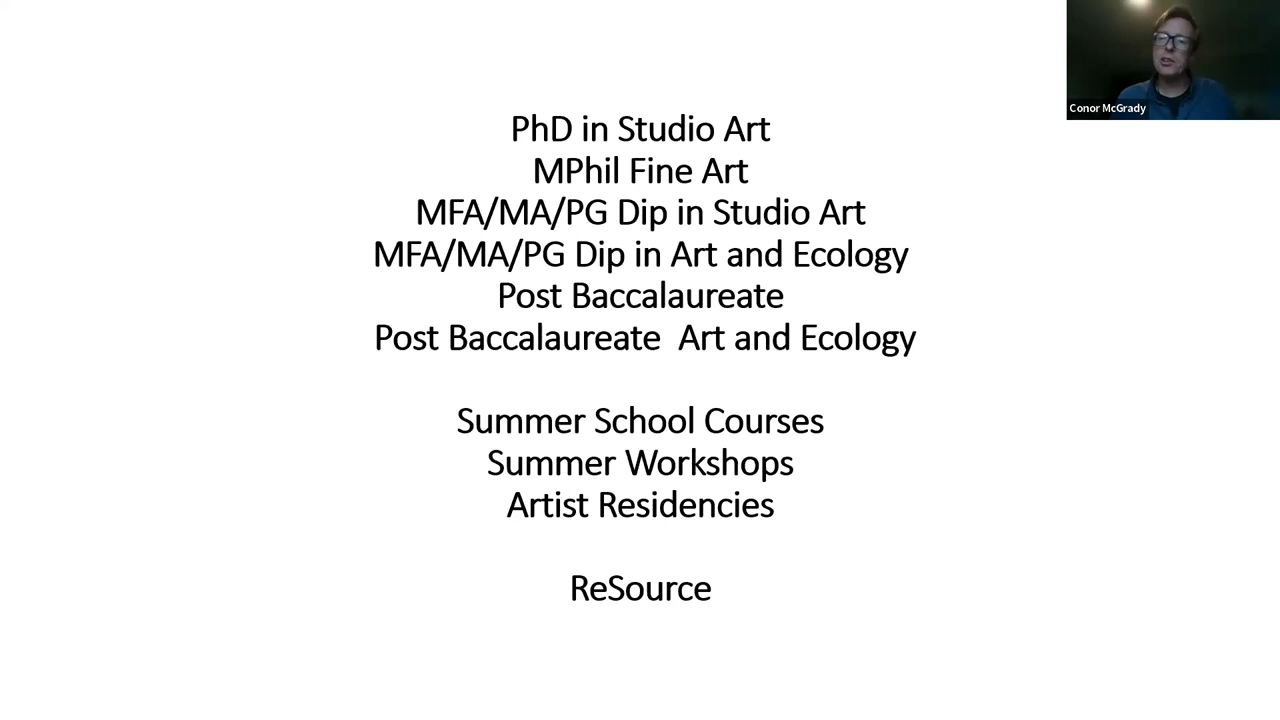 Conor McGrady
PhD in Studio Art
MPhil Fine Art
MFA/MA/PG Dip in Studio Art
MFA/MA/PG Dip in Art and Ecology
Post Baccalaureate
Post Baccalaureate  Art and Ecology
Summer School Courses
Summer Workshops
Artist Residencies
ReSource